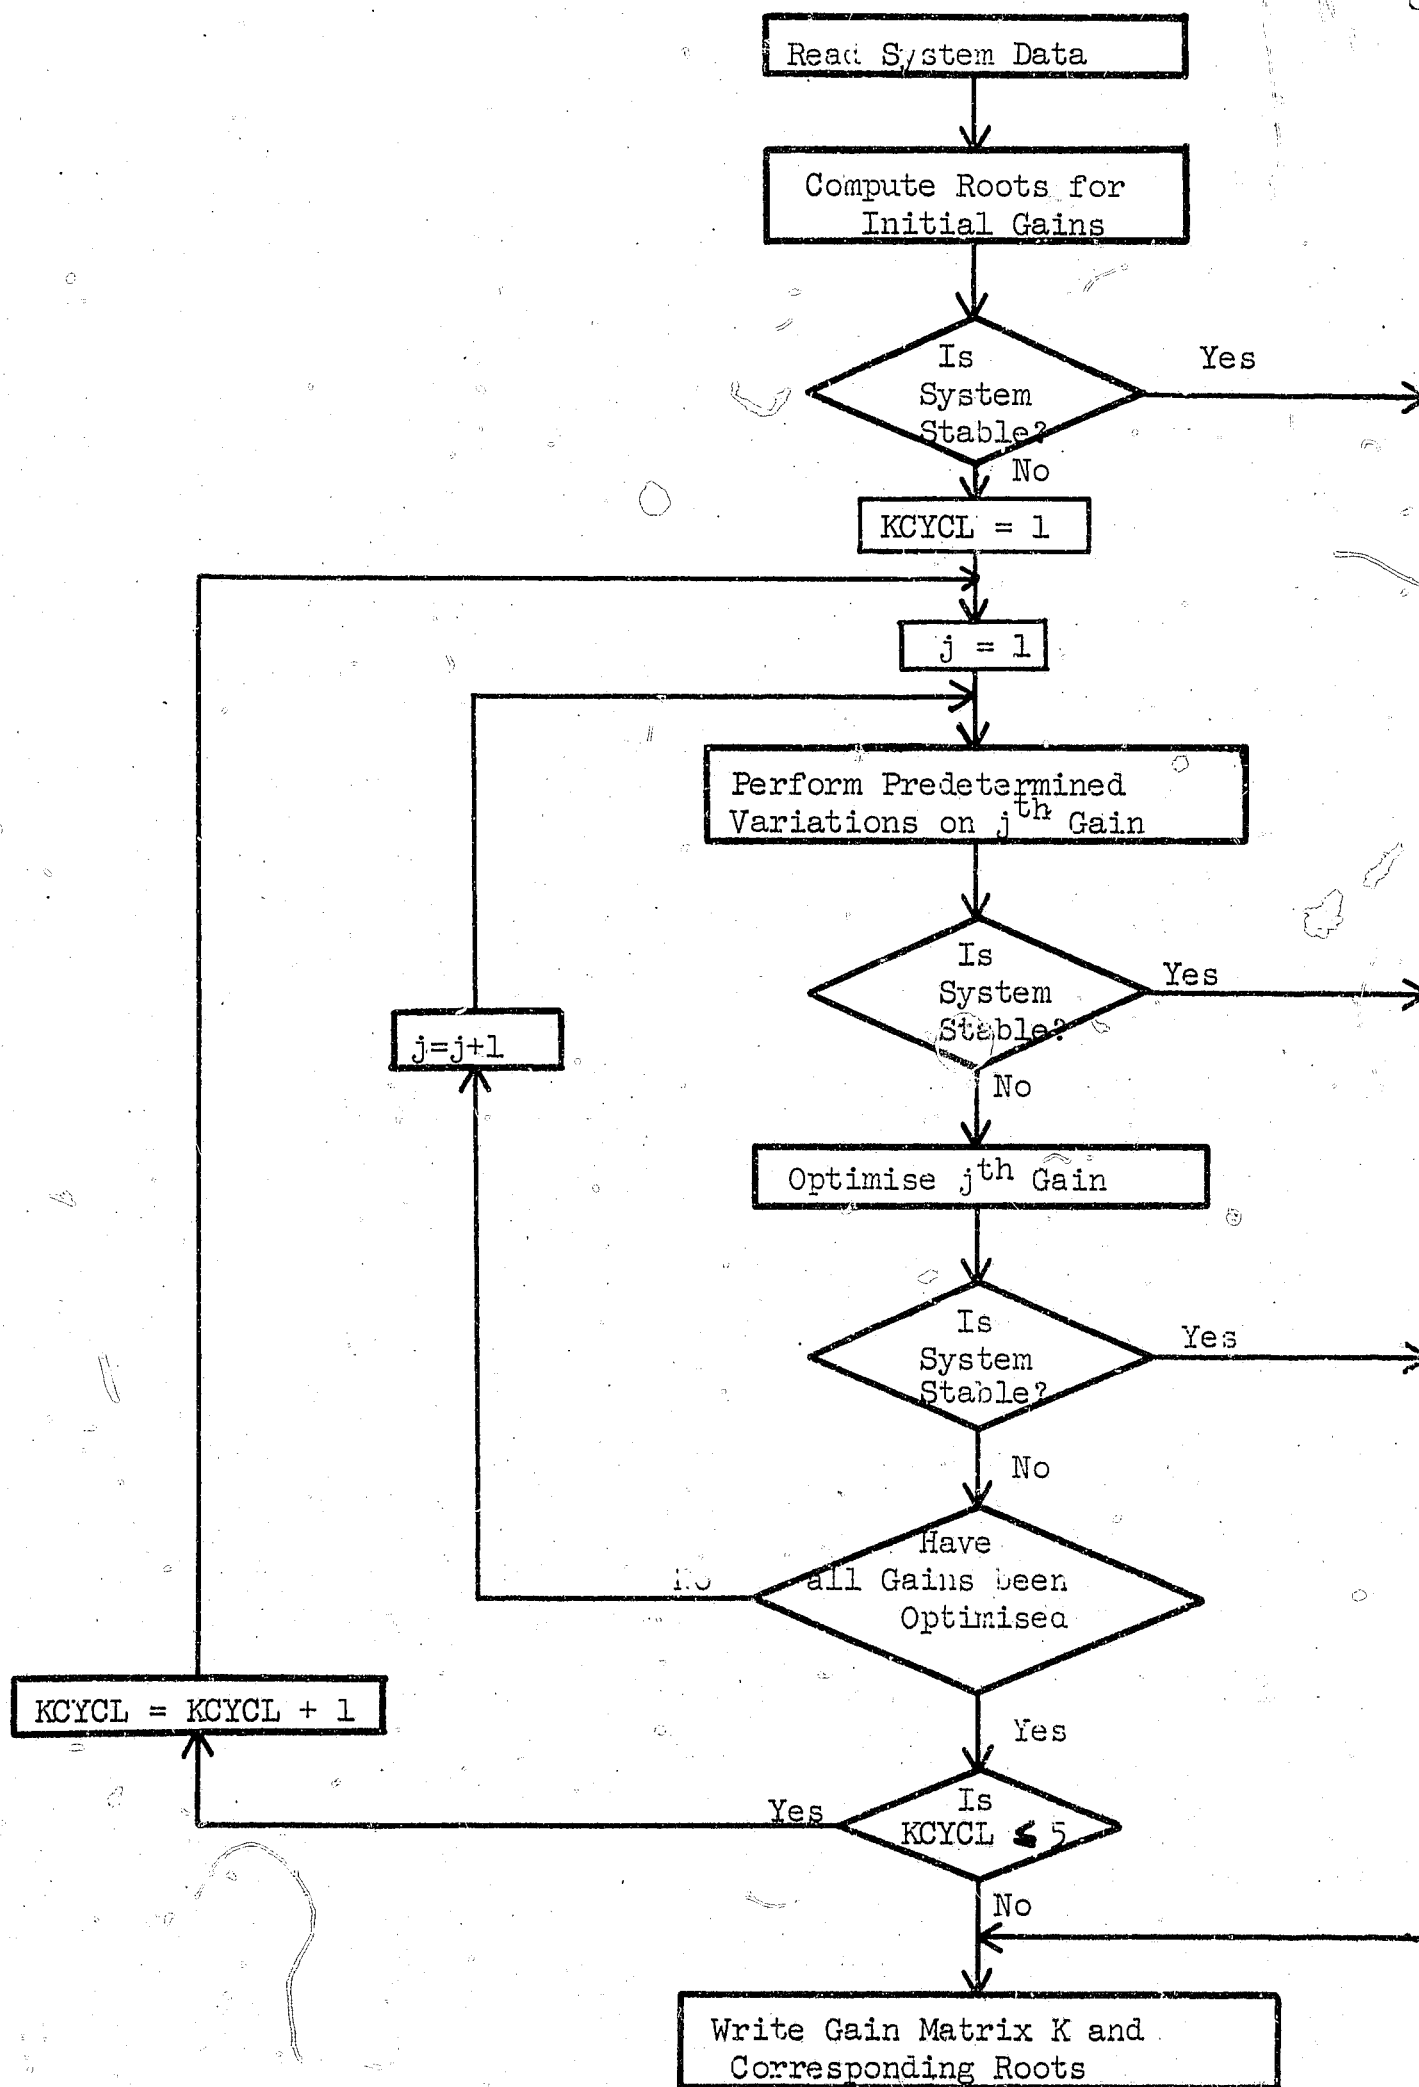 Read System Data
Compute Roots for
Initial Gains
Is
System
Stable?
Yes
No
KCYCL = 1
j = 1
Perform Predetermined
Variations on jth Gain
Is
System
Stable?
Yes
j=j+1
No
Optimise jth Gain
Is
System
Stable?
Yes
No
Have
all Gains been
Optimised
No
KCYCL = KCYCL + 1
Yes
Is
KCYCL ≤ 5
Yes
No
Write Gain Matrix K and
Corresponding Roots